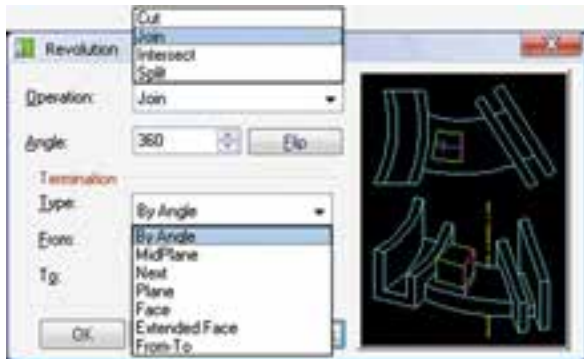 Cut
Join
Intersect
Split
Revolution
Operation: Join
Angle: 360 Flip
Termination
Type: By Angle
From:
To:
By Angle
MidPlane
Next
Plane
Face
Extended Face
From-To
OK